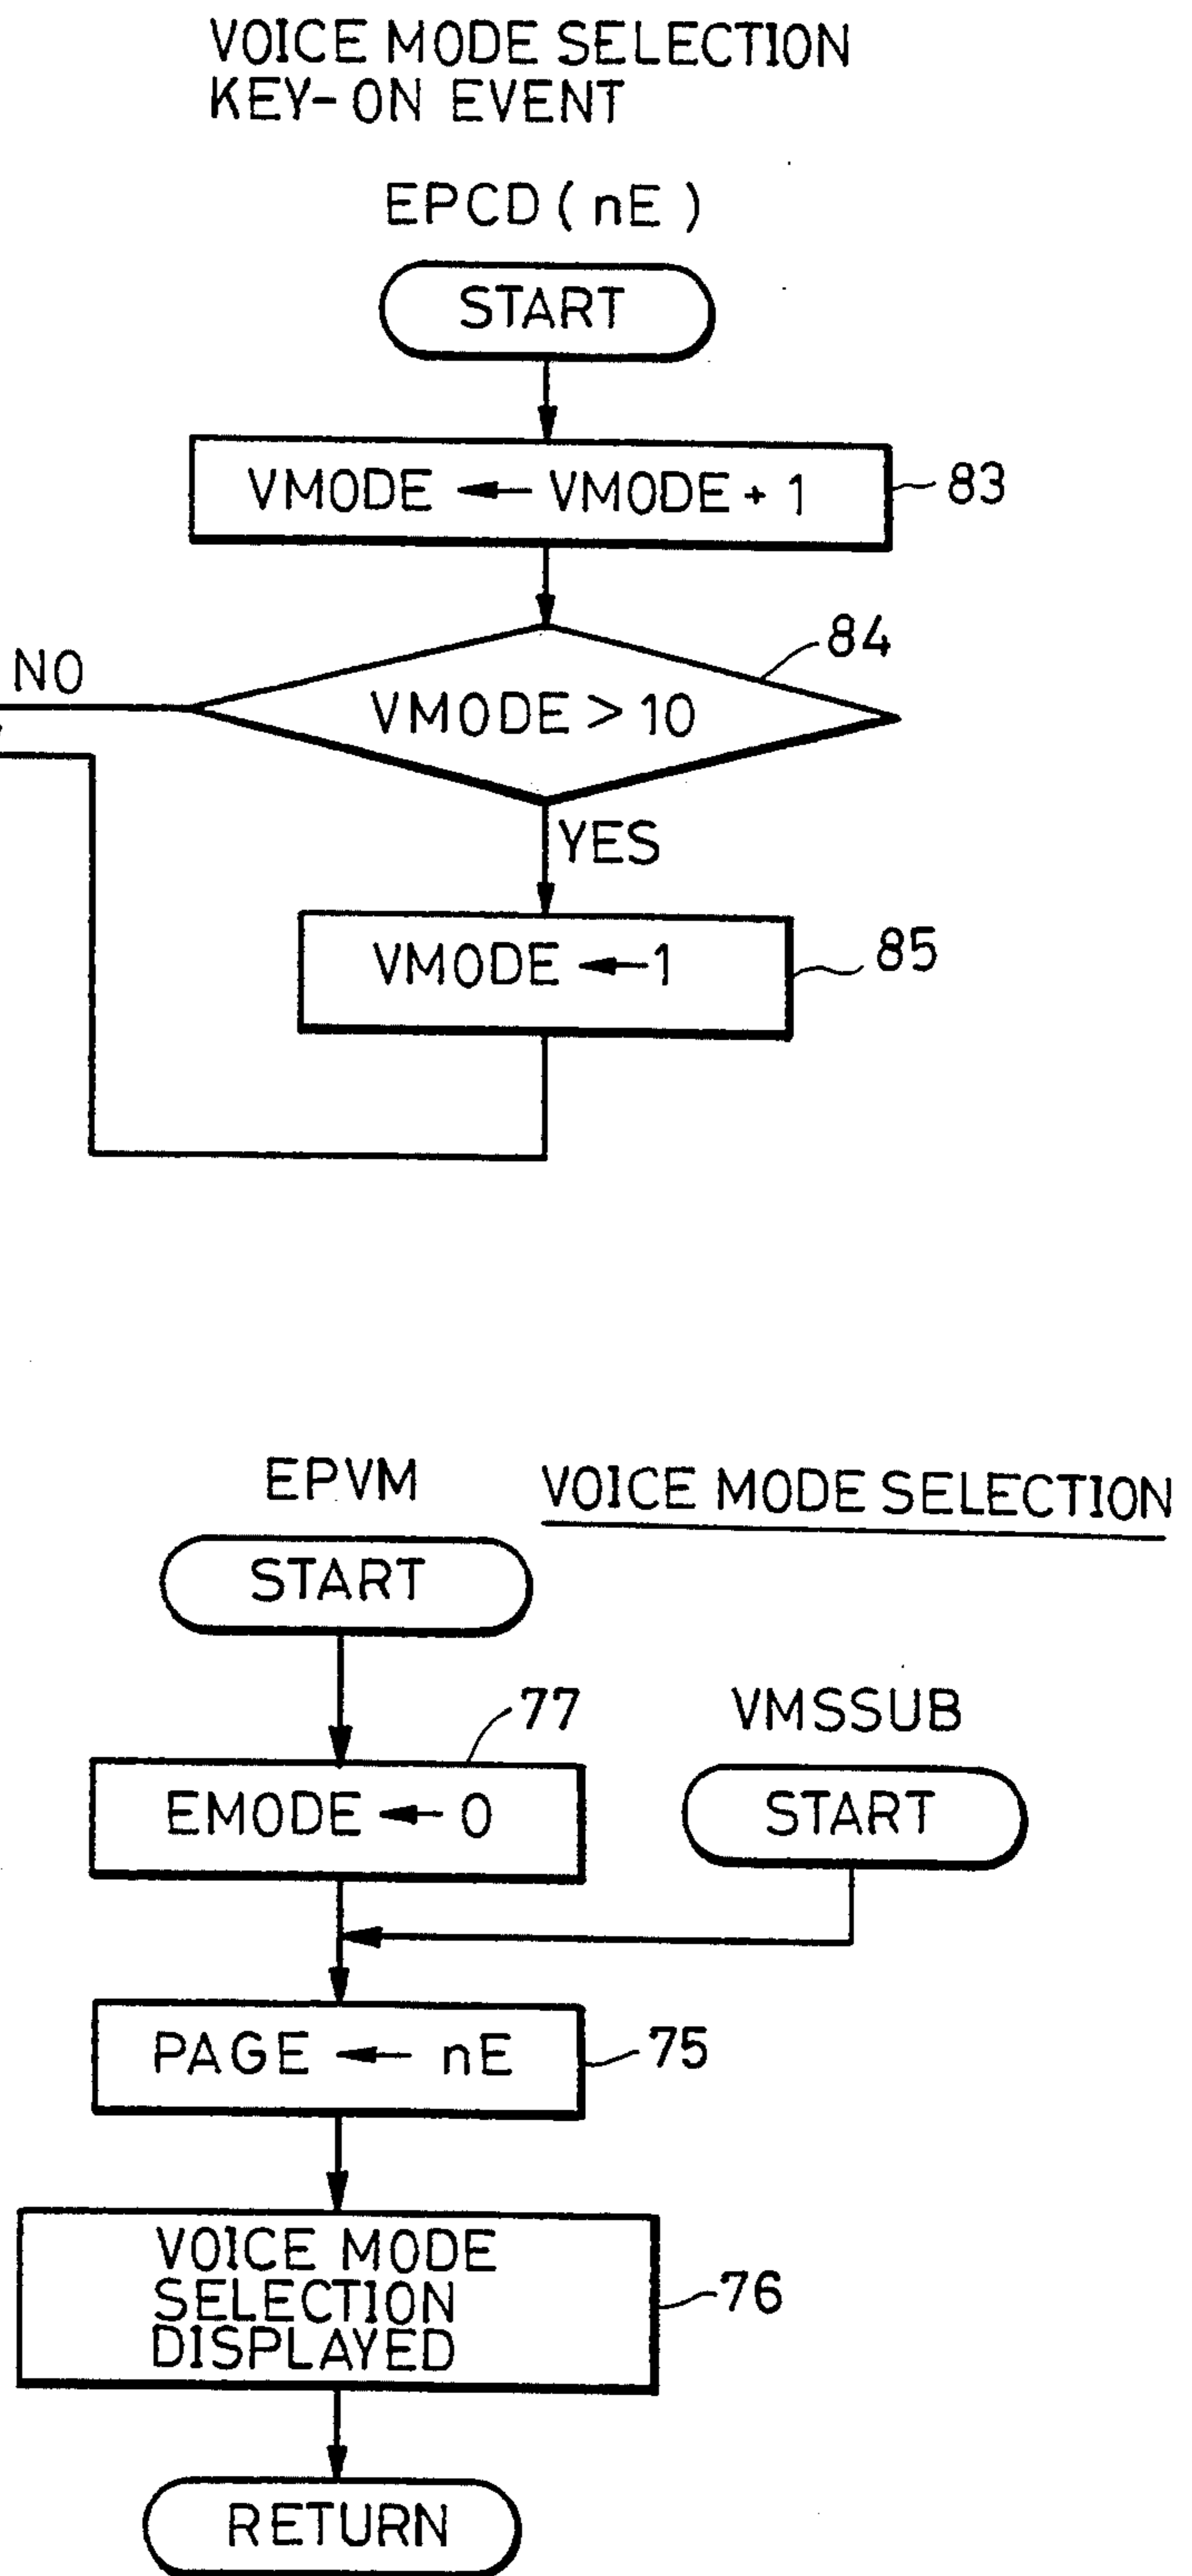 VOICE MODE SELECTION
KEY-ON EVENT
EPCD (nE)
START
VMODE ← VMODE + 1
83
84
NO
VMODE > 10
YES
VMODE ← 1
85
EPVM
VOICE MODE SELECTION
START
77
VMSSUB
EMODE ← 0
START
PAGE ← nE
75
VOICE MODE
SELECTION
DISPLAYED
76
RETURN